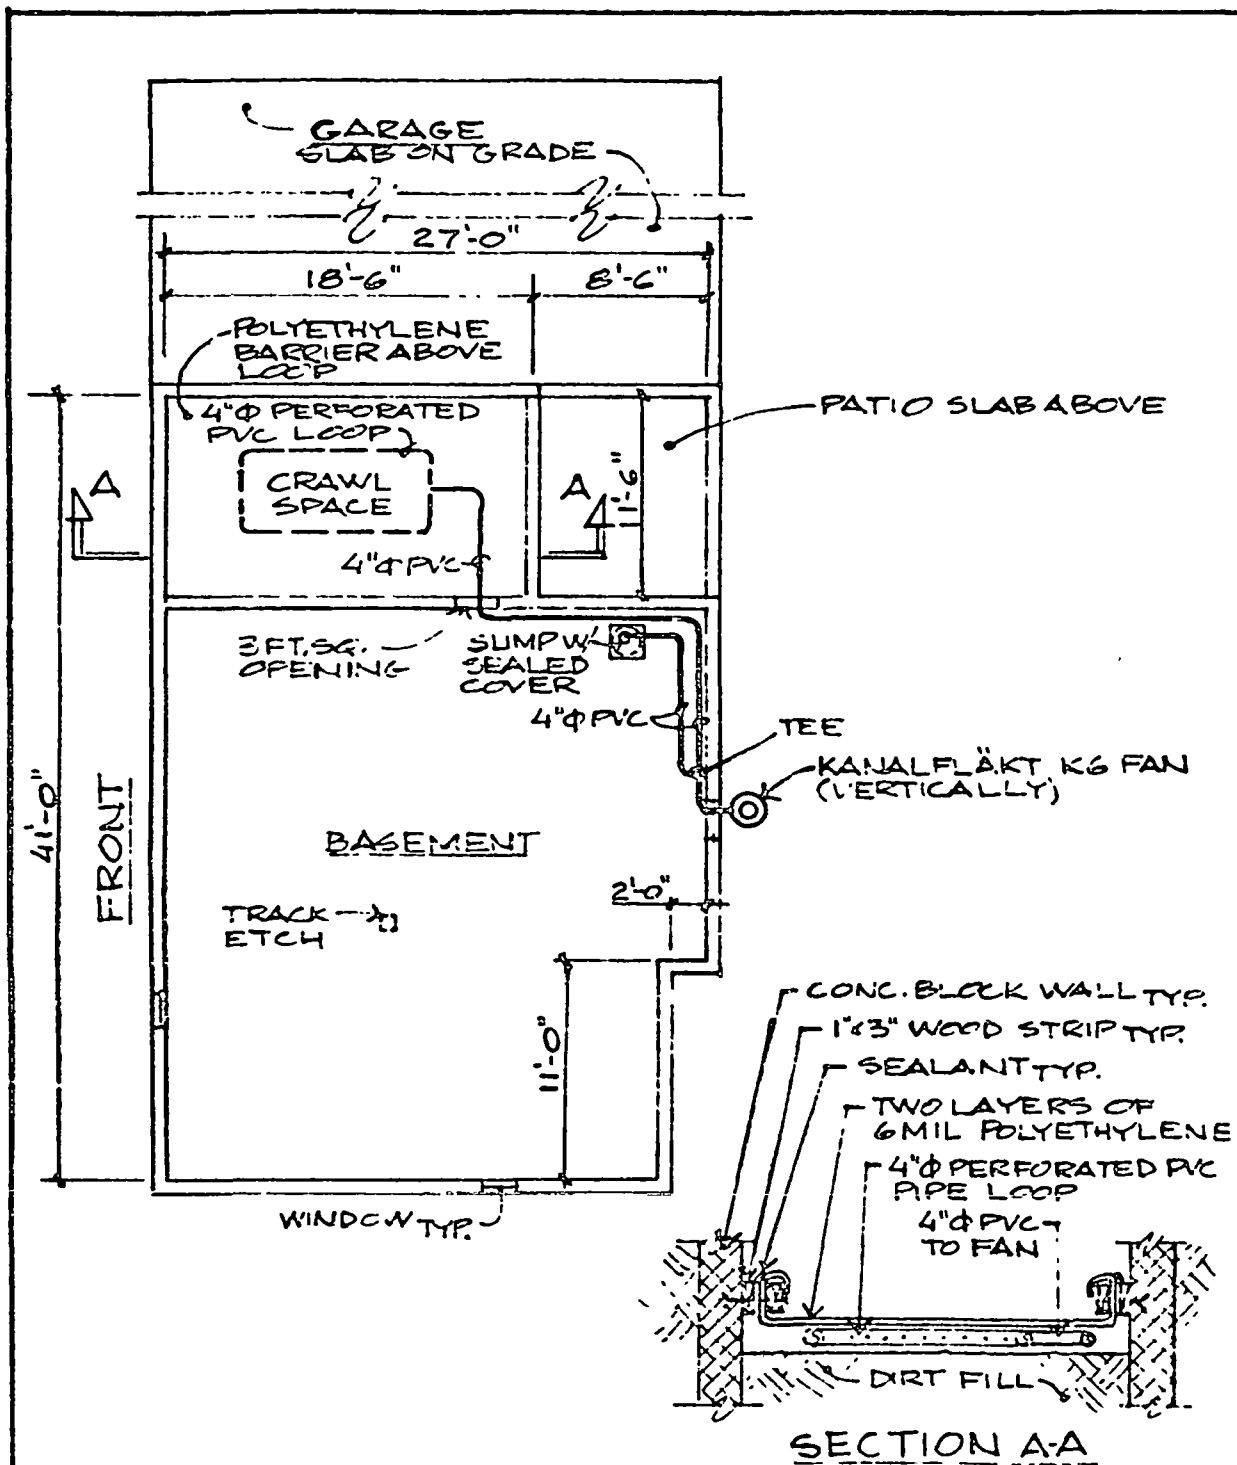 GARAGE
SLAB ON GRADE
27'-0"
18'-6"
8'-6"
POLYETHYLENE
BARRIER ABOVE
LOOP
4"Φ PERFORATED
PVC LOOP
PATIO SLAB ABOVE
CRAWL
SPACE
A
A
11'-6"
4"Φ PVC
3 FT. SQ.
OPENING
SUMP W/
SEALED
COVER
4"Φ PVC
TEE
KANALFLÄKT K6 FAN
(VERTICALLY)
41'-0"
FRONT
BASEMENT
2'-0"
TRACK
ETCH
11'-0"
WINDOW TYP.
CONC. BLOCK WALL TYP.
1"x3" WOOD STRIP TYP.
SEALANT TYP.
TWO LAYERS OF
6 MIL POLYETHYLENE
4"Φ PERFORATED PVC
PIPE LOOP
4"Φ PVC
TO FAN
DIRT FILL
SECTION A-A